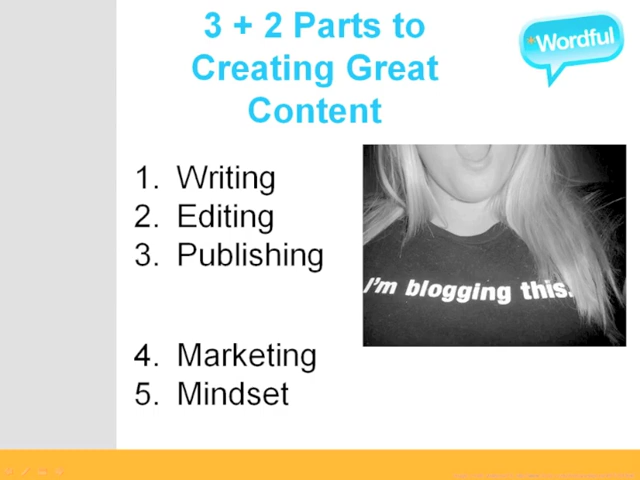 3 + 2 Parts to
Creating Great
Content
*Wordful
1. Writing
2. Editing
3. Publishing
I'm blogging this.
4. Marketing
5. Mindset